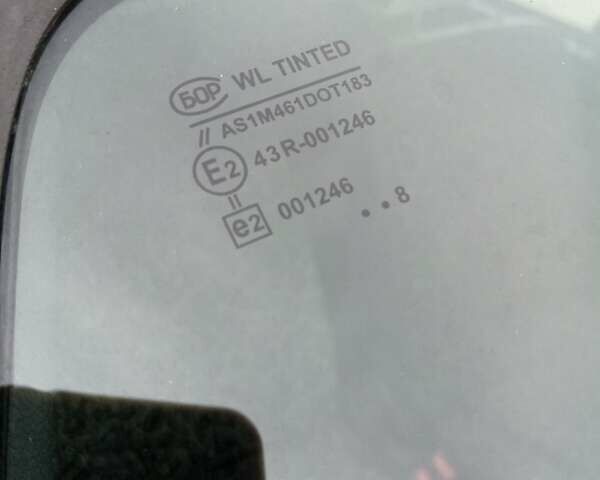 БОР WL TINTED
// AS1M461DOT183
E2 43R-001246
II
e2 001246 ..8